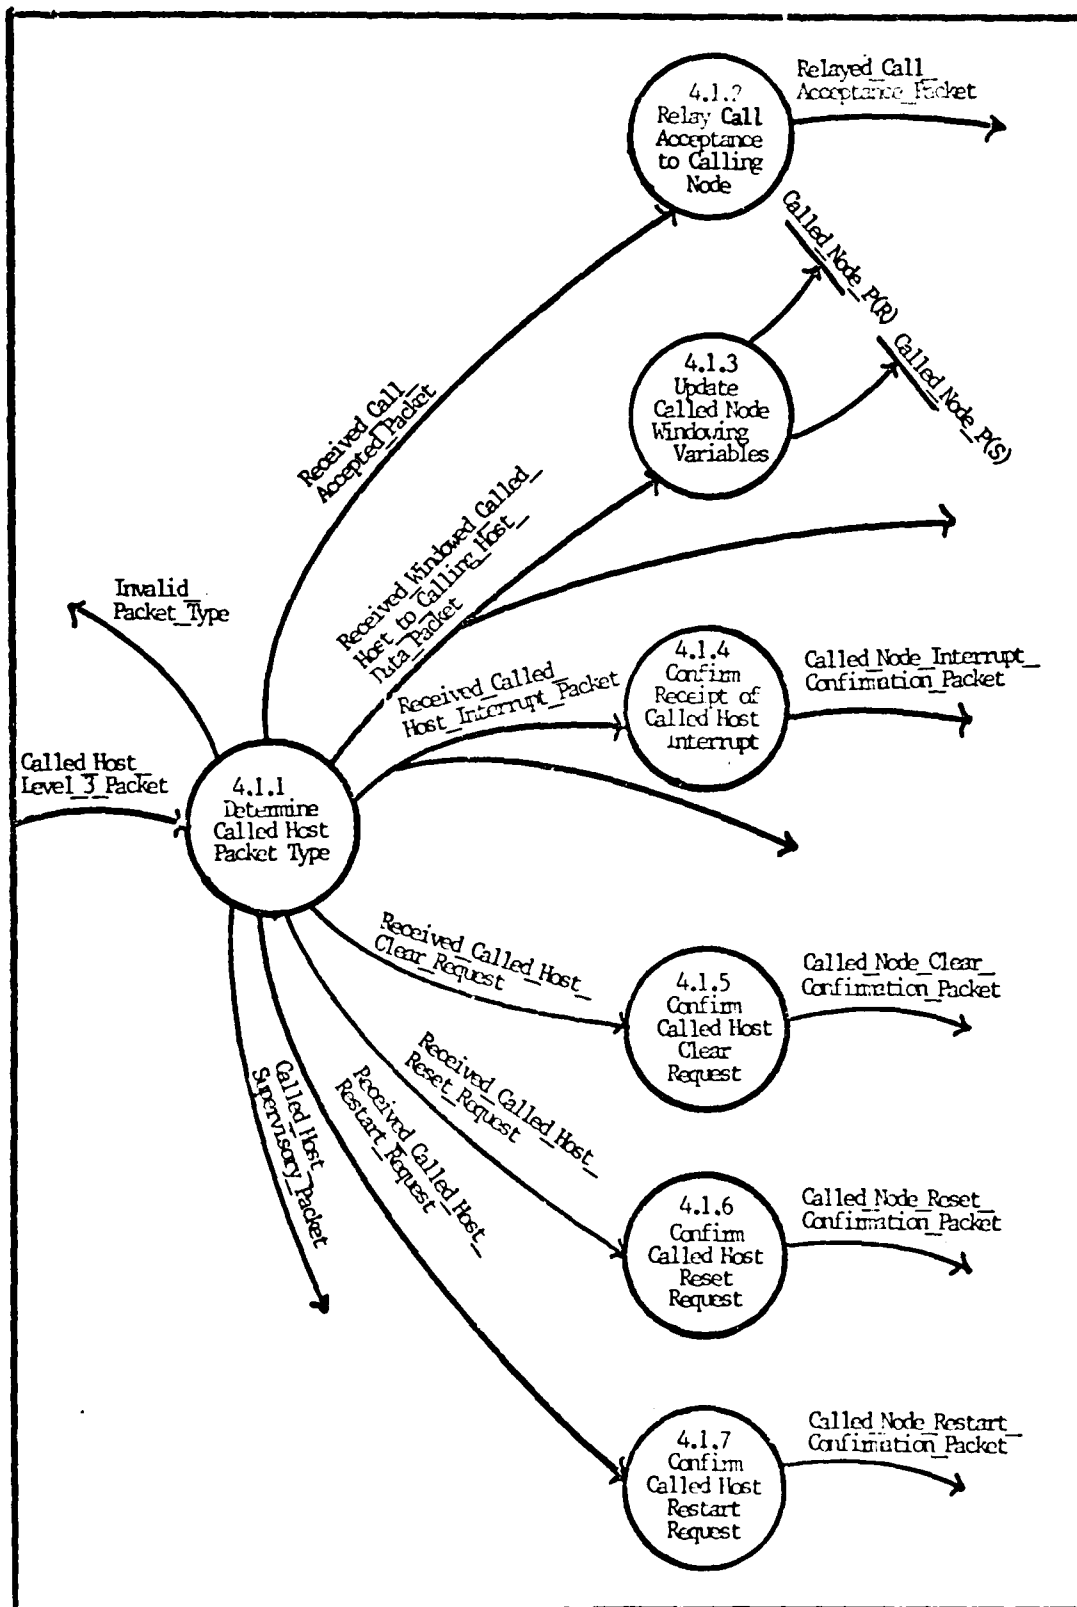 4.1.2
Relay Call
Acceptance
to Calling
Node
Relayed_Call_
Acceptance_Packet
Called_Node_P(R)
Called_Node_P(S)
4.1.3
Update
Called Node
Windowing
Variables
Received_Call_
Accepted_Packet
Received_Windowed_Called_
Host_to_Calling_Host_
Data_Packet
Invalid_
Packet_Type
Received_Called_
Host_Interrupt_Packet
4.1.4
Confirm
Receipt of
Called Host
Interrupt
Called_Node_Interrupt_
Confirmation_Packet
Called_Host_
Level_3_Packet
4.1.1
Determine
Called Host
Packet Type
Received_Called_Host_
Clear_Request
4.1.5
Confirm
Called Host
Clear
Request
Called_Node_Clear_
Confirmation_Packet
Received_Called_Host_
Reset_Request
Received_Called_Host_
Restart_Request
Called_Host_
Supervisory_Packet
4.1.6
Confirm
Called Host
Reset
Request
Called_Node_Reset_
Confirmation_Packet
4.1.7
Confirm
Called Host
Restart
Request
Called_Node_Restart_
Confirmation_Packet